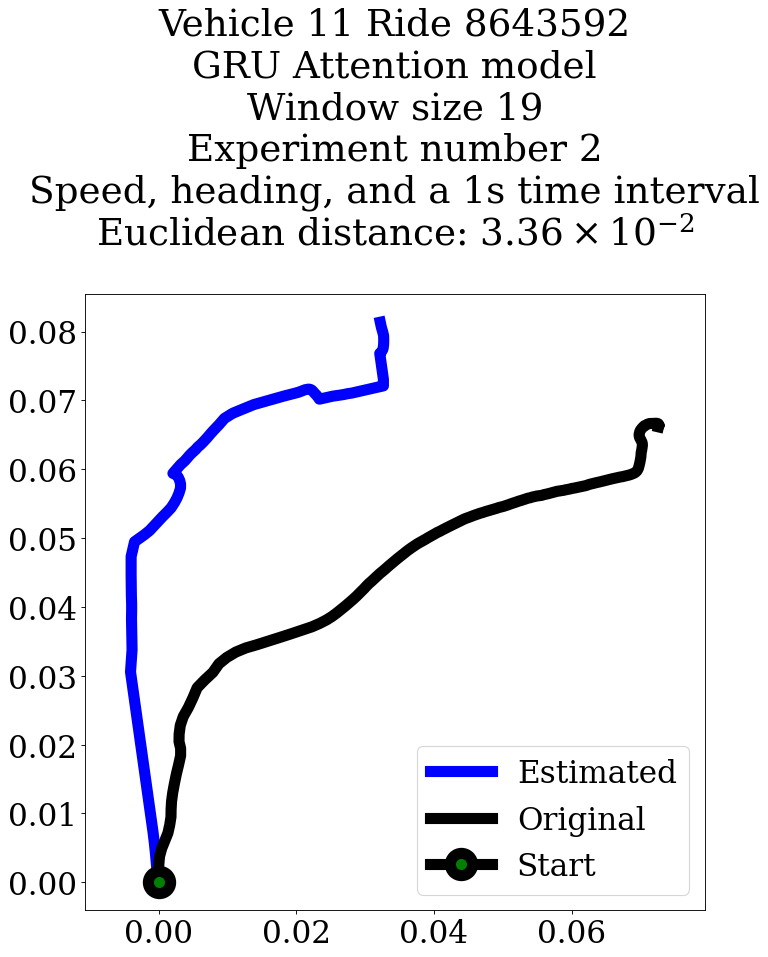 Vehicle 11 Ride 8643592
GRU Attention model
Window size 19
Experiment number 2
Speed, heading, and a 1s time interval
Euclidean distance: 3.36 × 10⁻²
0.08
0.07
0.06
0.05
0.04
0.03
0.02
0.01
0.00
Estimated
Original
Start
0.00 0.02 0.04 0.06